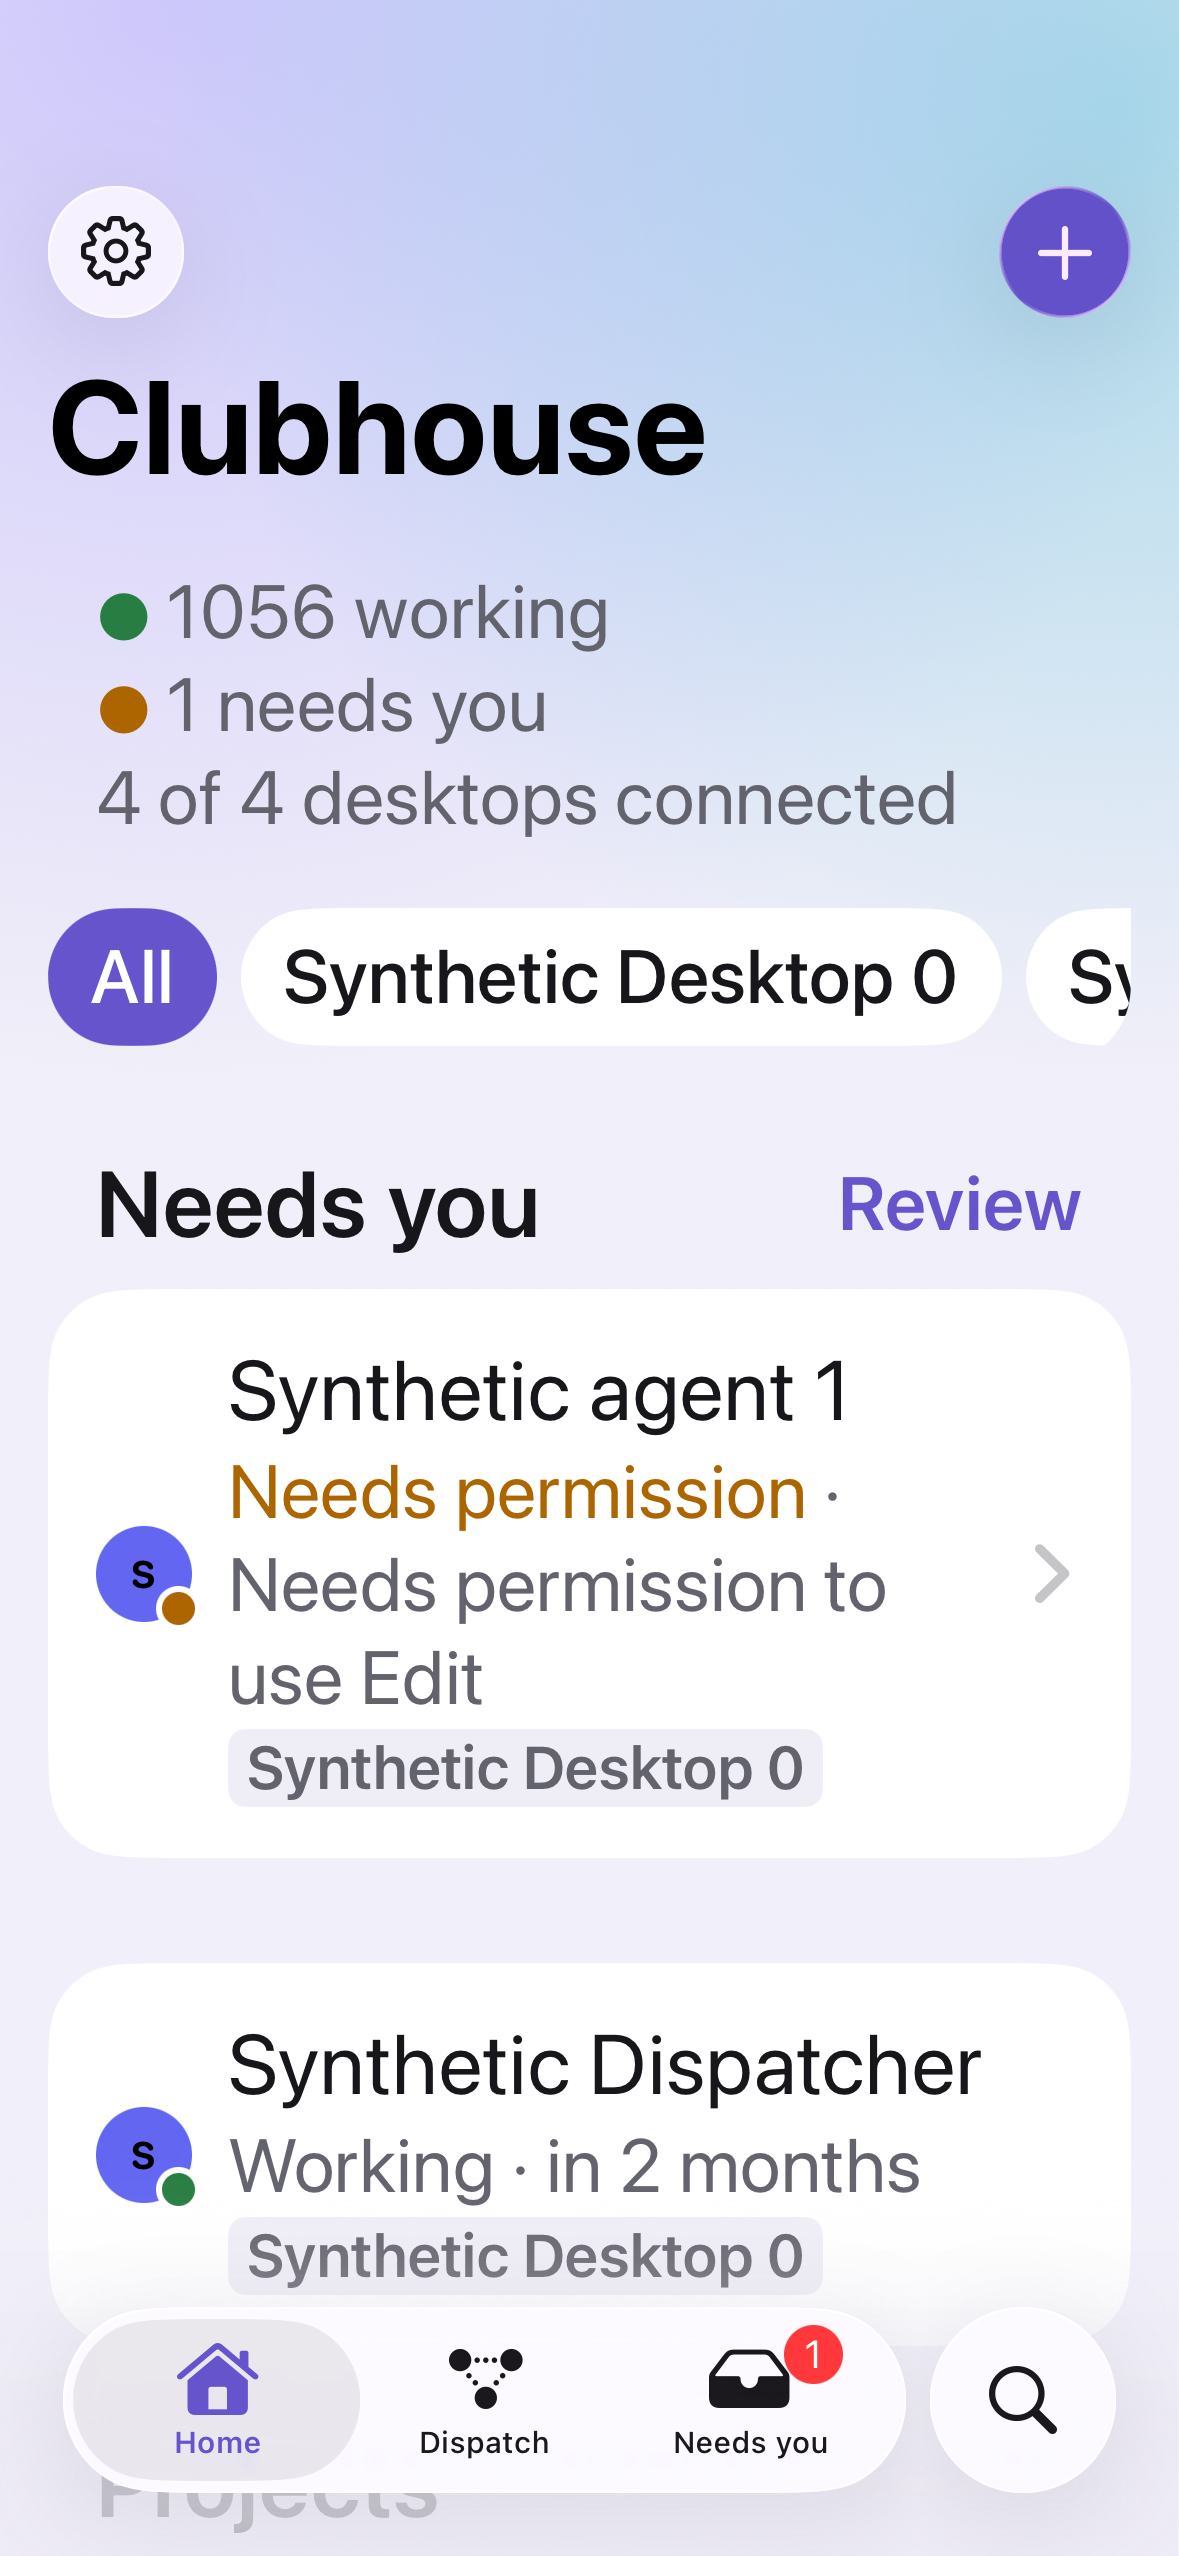 Clubhouse
1056 working
1 needs you
4 of 4 desktops connected
All
Synthetic Desktop 0
Sy
Needs you
Review
Synthetic agent 1
Needs permission ·
Needs permission to
use Edit
S
Synthetic Desktop 0
Synthetic Dispatcher
Working · in 2 months
S
Synthetic Desktop 0
Projects
Home
Dispatch
Needs you
1